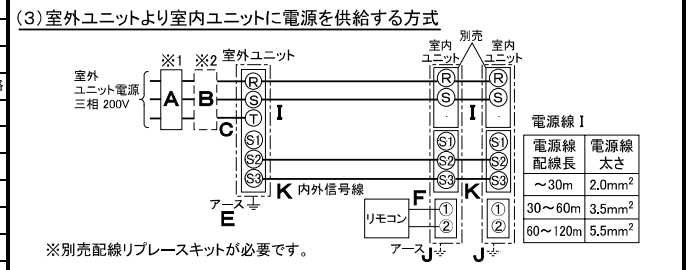 (3)室外ユニットより室内ユニットに電源を供給する方式
※1 ※2 室外ユニット
別売
室内
ユニット
室内
ユニット
室外
ユニット電源
三相 200V
A
B
C
R
S
T
S1
S2
S3
I
K 内外信号線
アース
E
R
S
S1
S2
S3
①
②
F
リモコン
アース J
I
K
R
S
S1
S2
S3
①
②
J
電源線 I
電源線
配線長
電源線
太さ
～30m 2.0mm²
30～60m 3.5mm²
60～120m 5.5mm²
※別売配線リプレースキットが必要です。